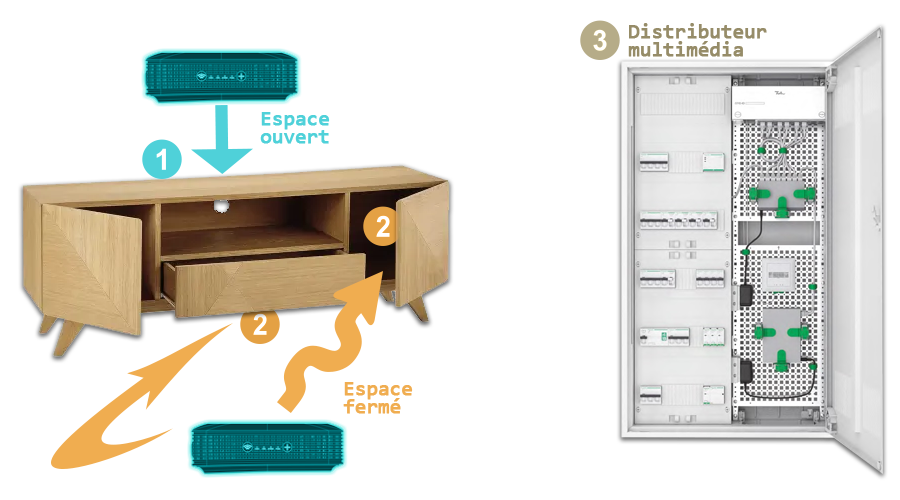 3 Distributeur
multimédia
Espace
ouvert
1
2
2
Espace
fermé